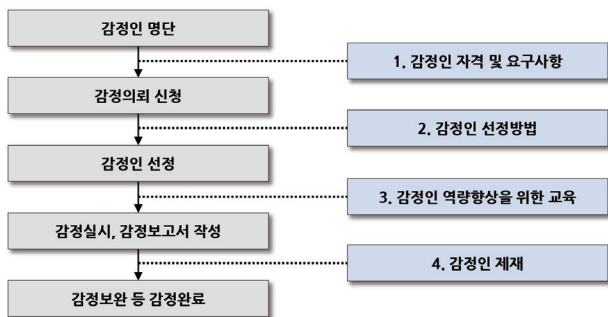 감정인 명단
1. 감정인 자격 및 요구사항
감정의뢰 신청
2. 감정인 선정방법
감정인 선정
3. 감정인 역량향상을 위한 교육
감정실시, 감정보고서 작성
4. 감정인 제재
감정보완 등 감정완료